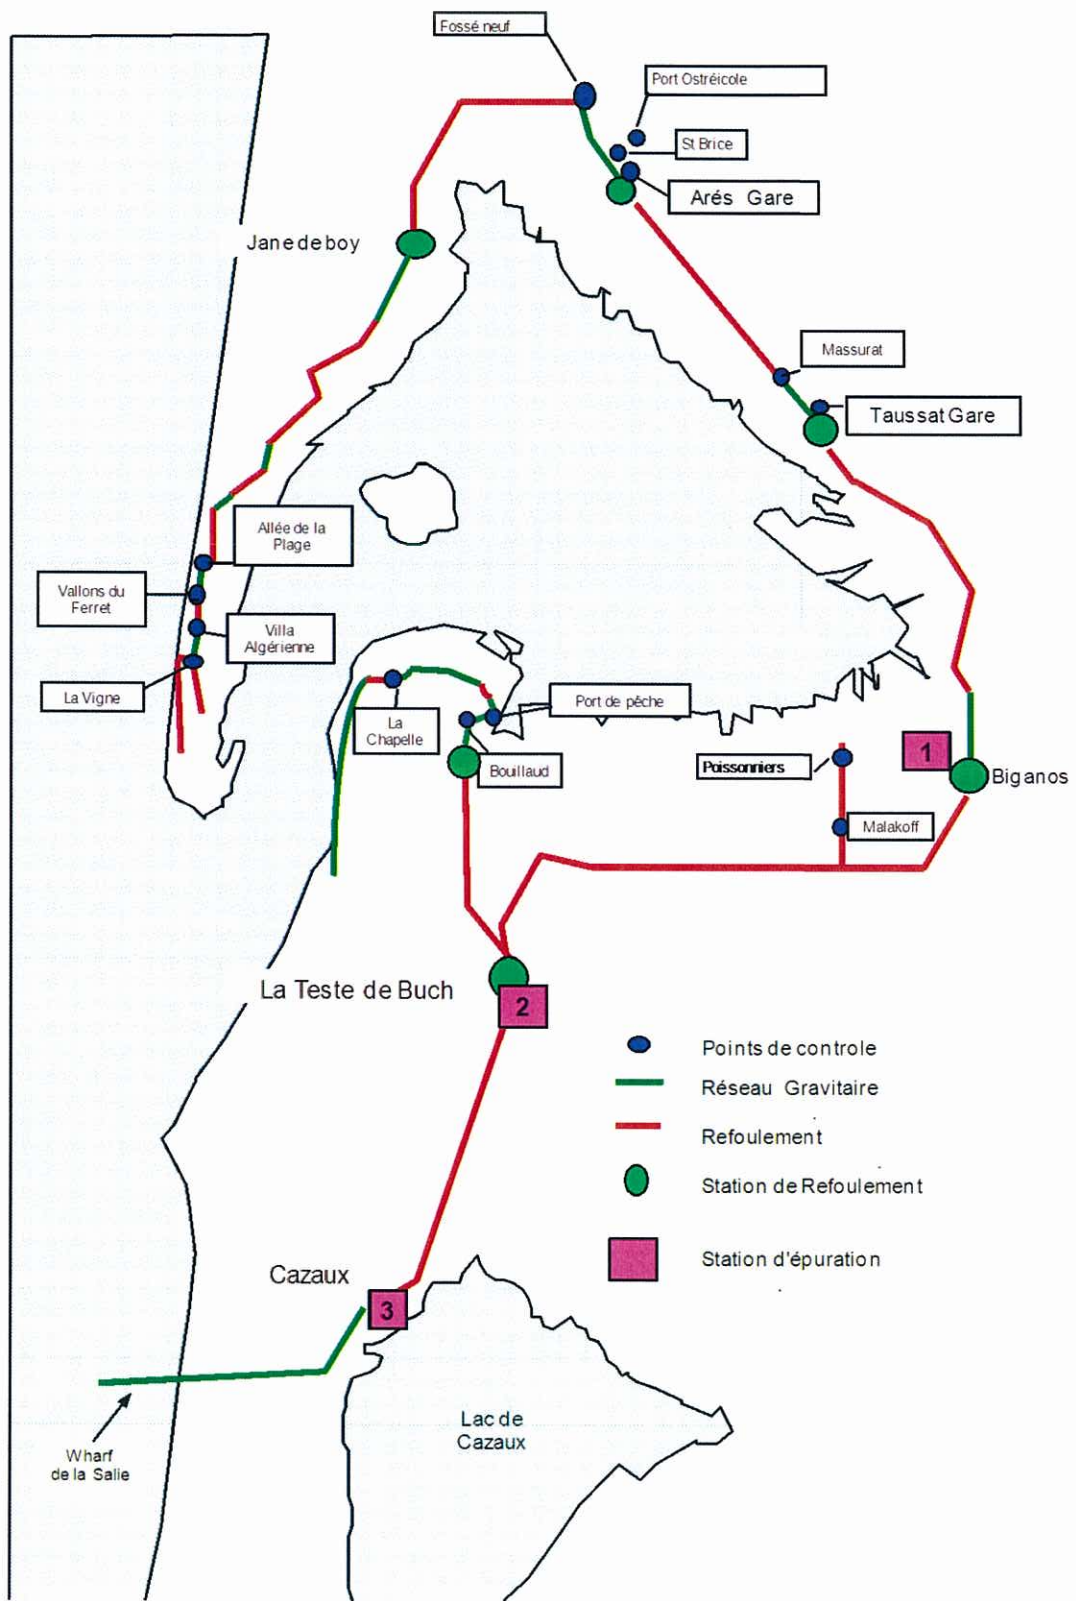 Fossé neuf
Port Ostréicole
St Brice
Arés Gare
Jane de boy
Massurat
Taussat Gare
Allée de la
Plage
Vallons du
Ferret
Villa
Algérienne
La Vigne
La
Chapelle
Port de pêche
Bouillaud
Poissonniers
1
Biganos
Malakoff
La Teste de Buch
2
Points de controle
Réseau Gravitaire
Refoulement
Station de Refoulement
Station d'épuration
Cazaux
3
Lac de
Cazaux
Wharf
de la Salie